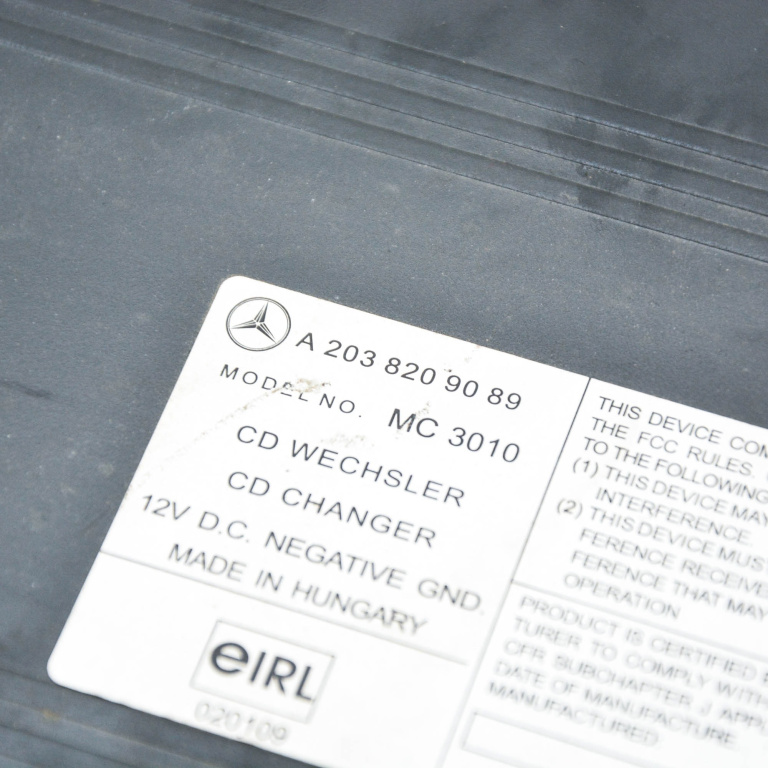 A 203 820 90 89
MODEL NO. MC 3010
CD WECHSLER
CD CHANGER
12V D.C. NEGATIVE GND.
MADE IN HUNGARY
eIRL
020109
THIS DEVICE COM
THE FCC RULES.
TO THE FOLLOWING
(1) THIS DEVICE MAY
INTERFERENCE.
(2) THIS DEVICE MUST
FERENCE RECEIVE
FERENCE THAT MAY
OPERATION
PRODUCT IS CERTIFIED
TURER TO COMPLY WITH
CFR SUBCHAPTER J APP
DATE OF MANUFACTURE
MANUFACTURED